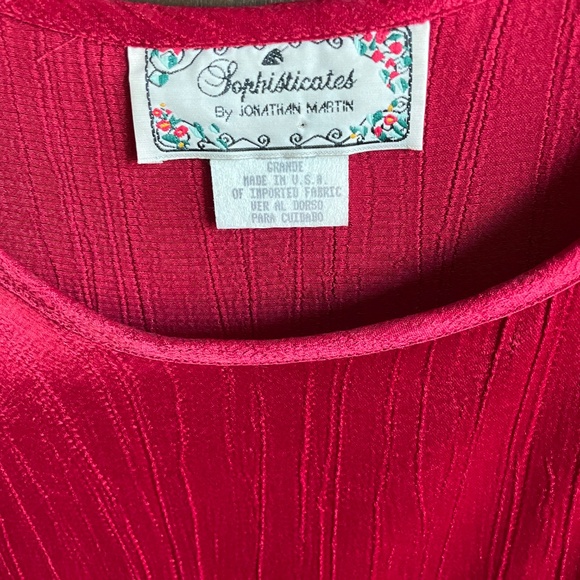 Sophisticates
By JONATHAN MARTIN
GRANDE
MADE IN U.S.A.
OF IMPORTED FABRIC
VER AL DORSO
PARA CUIDADO